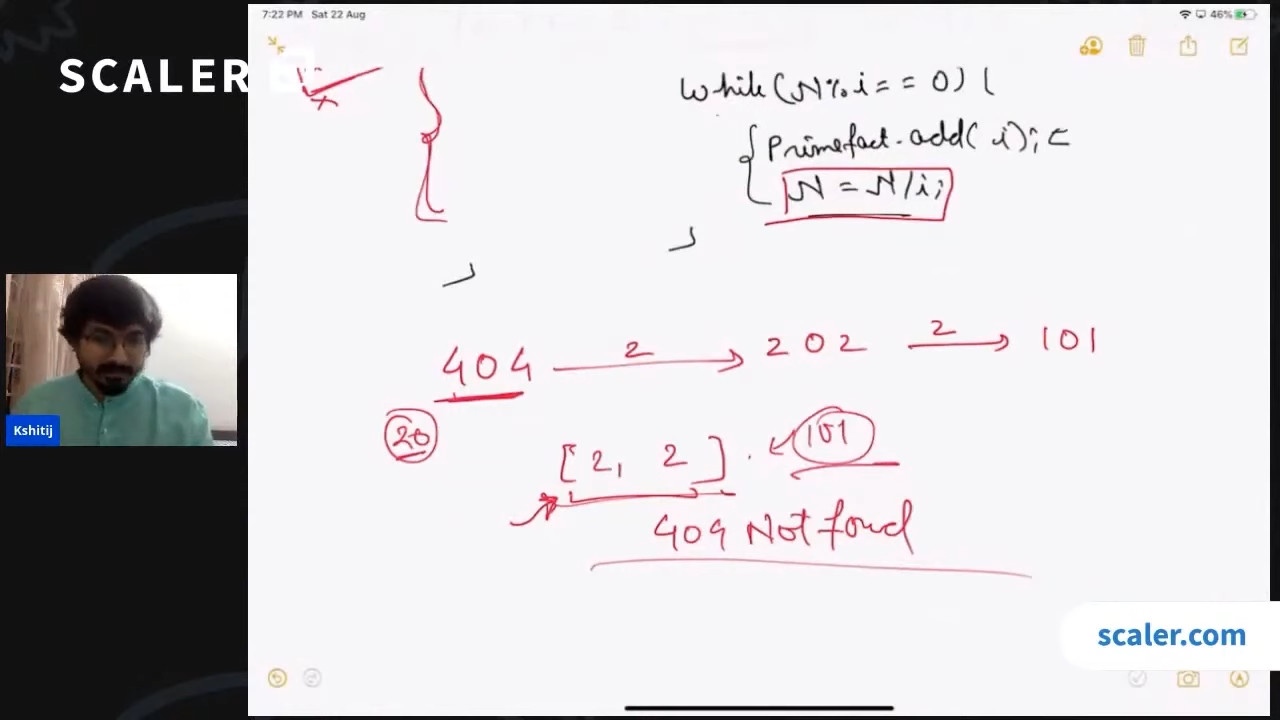 7:22 PM Sat 22 Aug
46%
SCALER
while(N%i==0){
Primefact.add(i);
N = N/i;
404 2 202 2 101
20
[2, 2]. 101
404 Not found
Kshitij
scaler.com